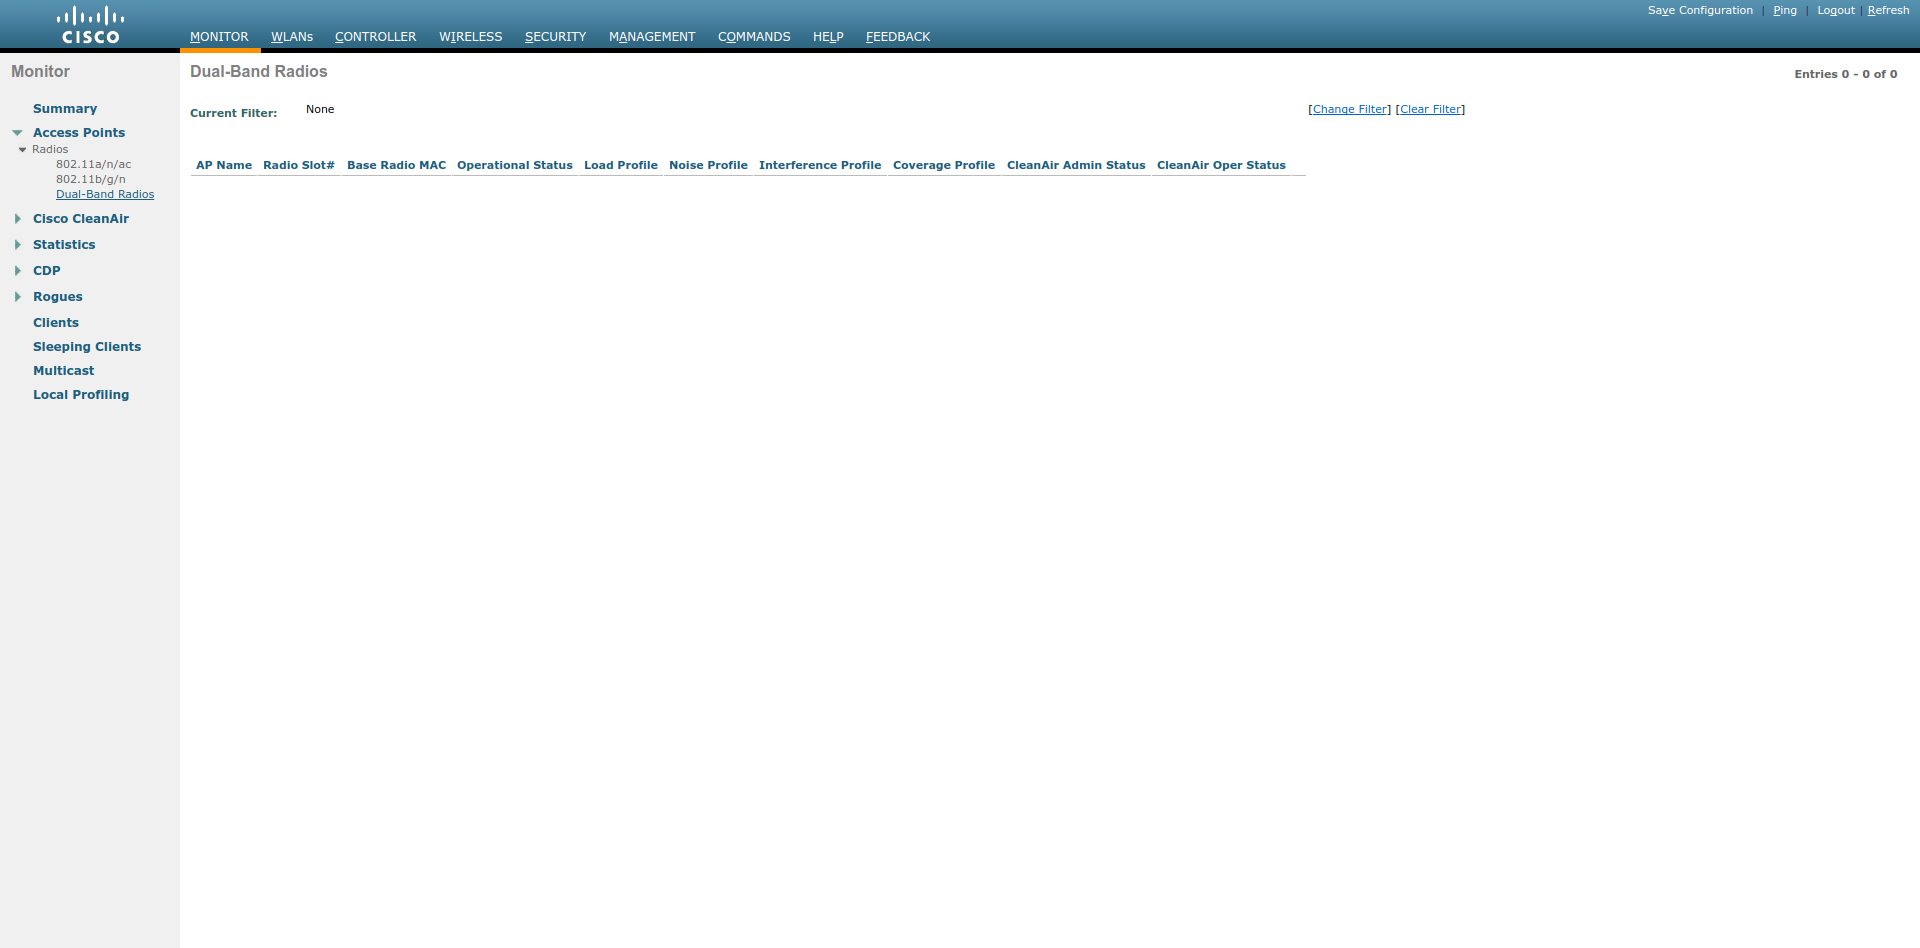 Save Configuration | Ping | Logout | Refresh
CISCO
MONITOR WLANs CONTROLLER WIRELESS SECURITY MANAGEMENT COMMANDS HELP FEEDBACK
Monitor
Summary
Access Points
Radios
802.11a/n/ac
802.11b/g/n
Dual-Band Radios
Cisco CleanAir
Statistics
CDP
Rogues
Clients
Sleeping Clients
Multicast
Local Profiling
Dual-Band Radios
Entries 0 - 0 of 0
Current Filter: None [Change Filter] [Clear Filter]
AP Name Radio Slot# Base Radio MAC Operational Status Load Profile Noise Profile Interference Profile Coverage Profile CleanAir Admin Status CleanAir Oper Status